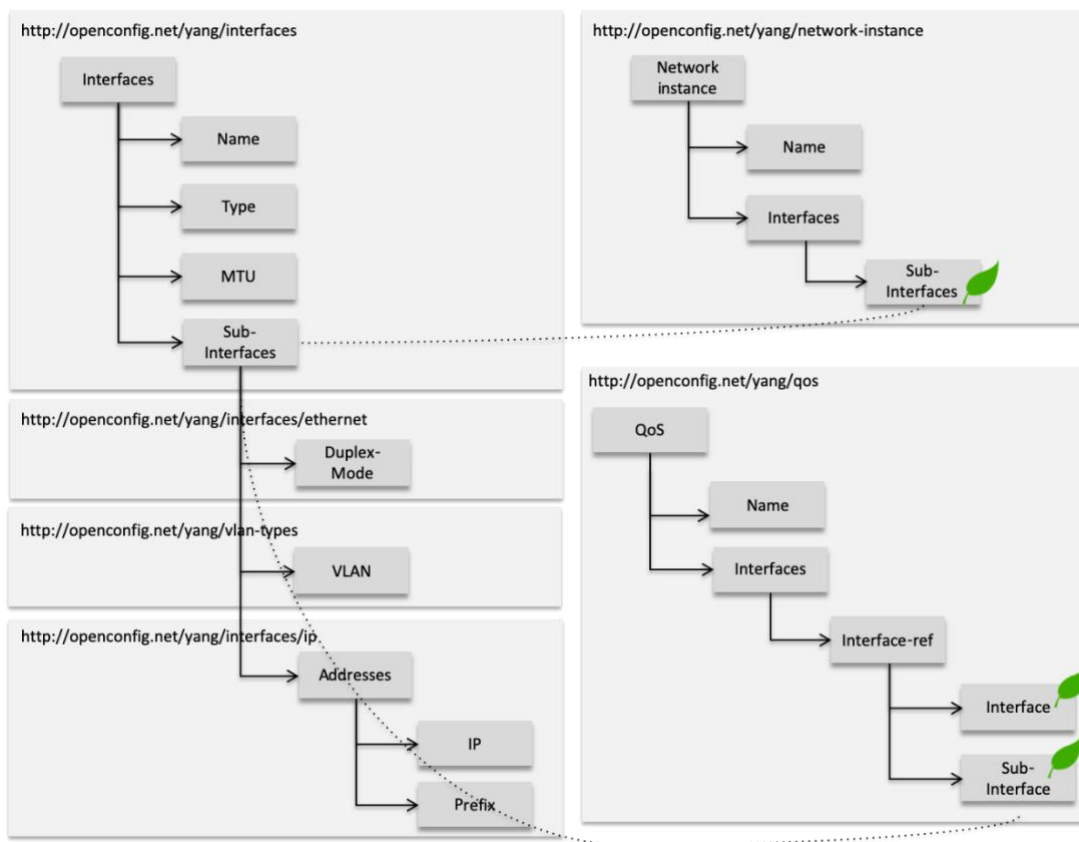 http://openconfig.net/yang/interfaces
Interfaces
Name
Type
MTU
Sub-
Interfaces
http://openconfig.net/yang/interfaces/ethernet
Duplex-
Mode
http://openconfig.net/yang/vlan-types
VLAN
http://openconfig.net/yang/interfaces/ip
Addresses
IP
Prefix
http://openconfig.net/yang/network-instance
Network
instance
Name
Interfaces
Sub-
Interfaces
http://openconfig.net/yang/qos
QoS
Name
Interfaces
Interface-ref
Interface
Sub-
Interface